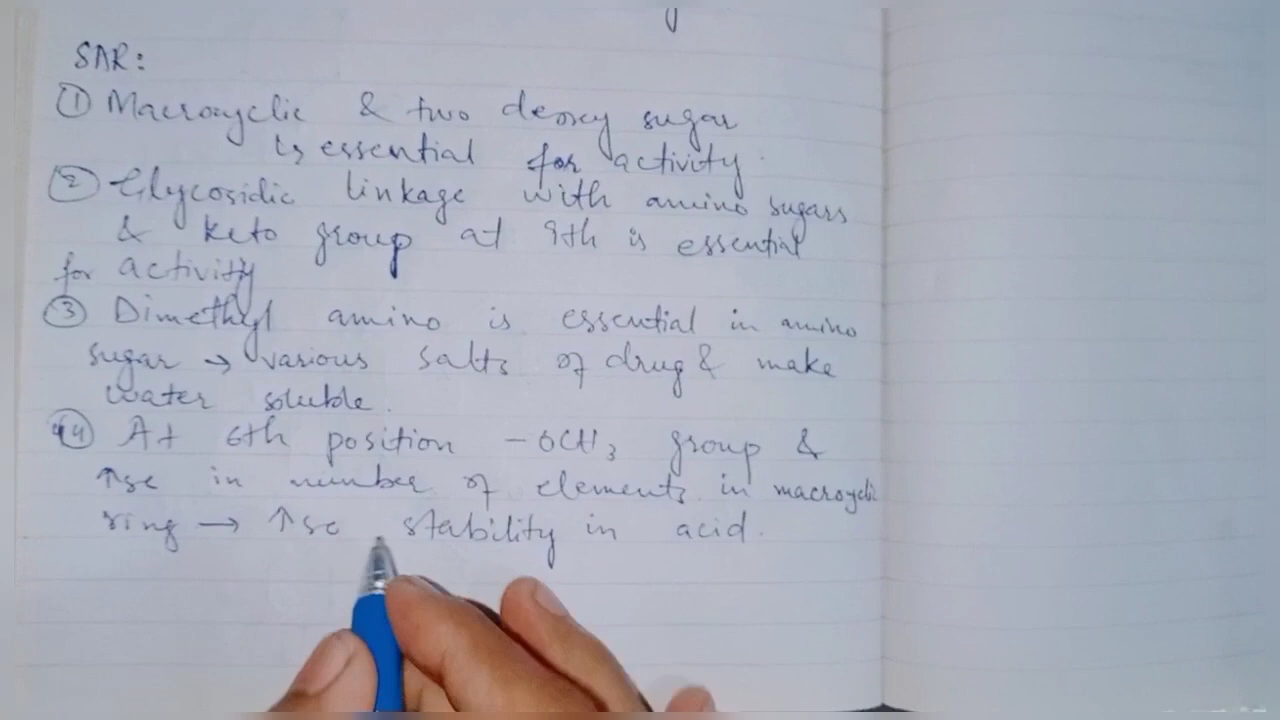 SAR:
① Macrocyclic & two deoxy sugar
is essential for activity.
② Glycosidic linkage with amino sugars
& keto group at 9th is essential
for activity
③ Dimethyl amino is essential in amino
sugar → various salts of drug & make
water soluble.
④ At 6th position -OCH₃ group &
↑se in number of elements in macrocyclic
ring → ↑se stability in acid.